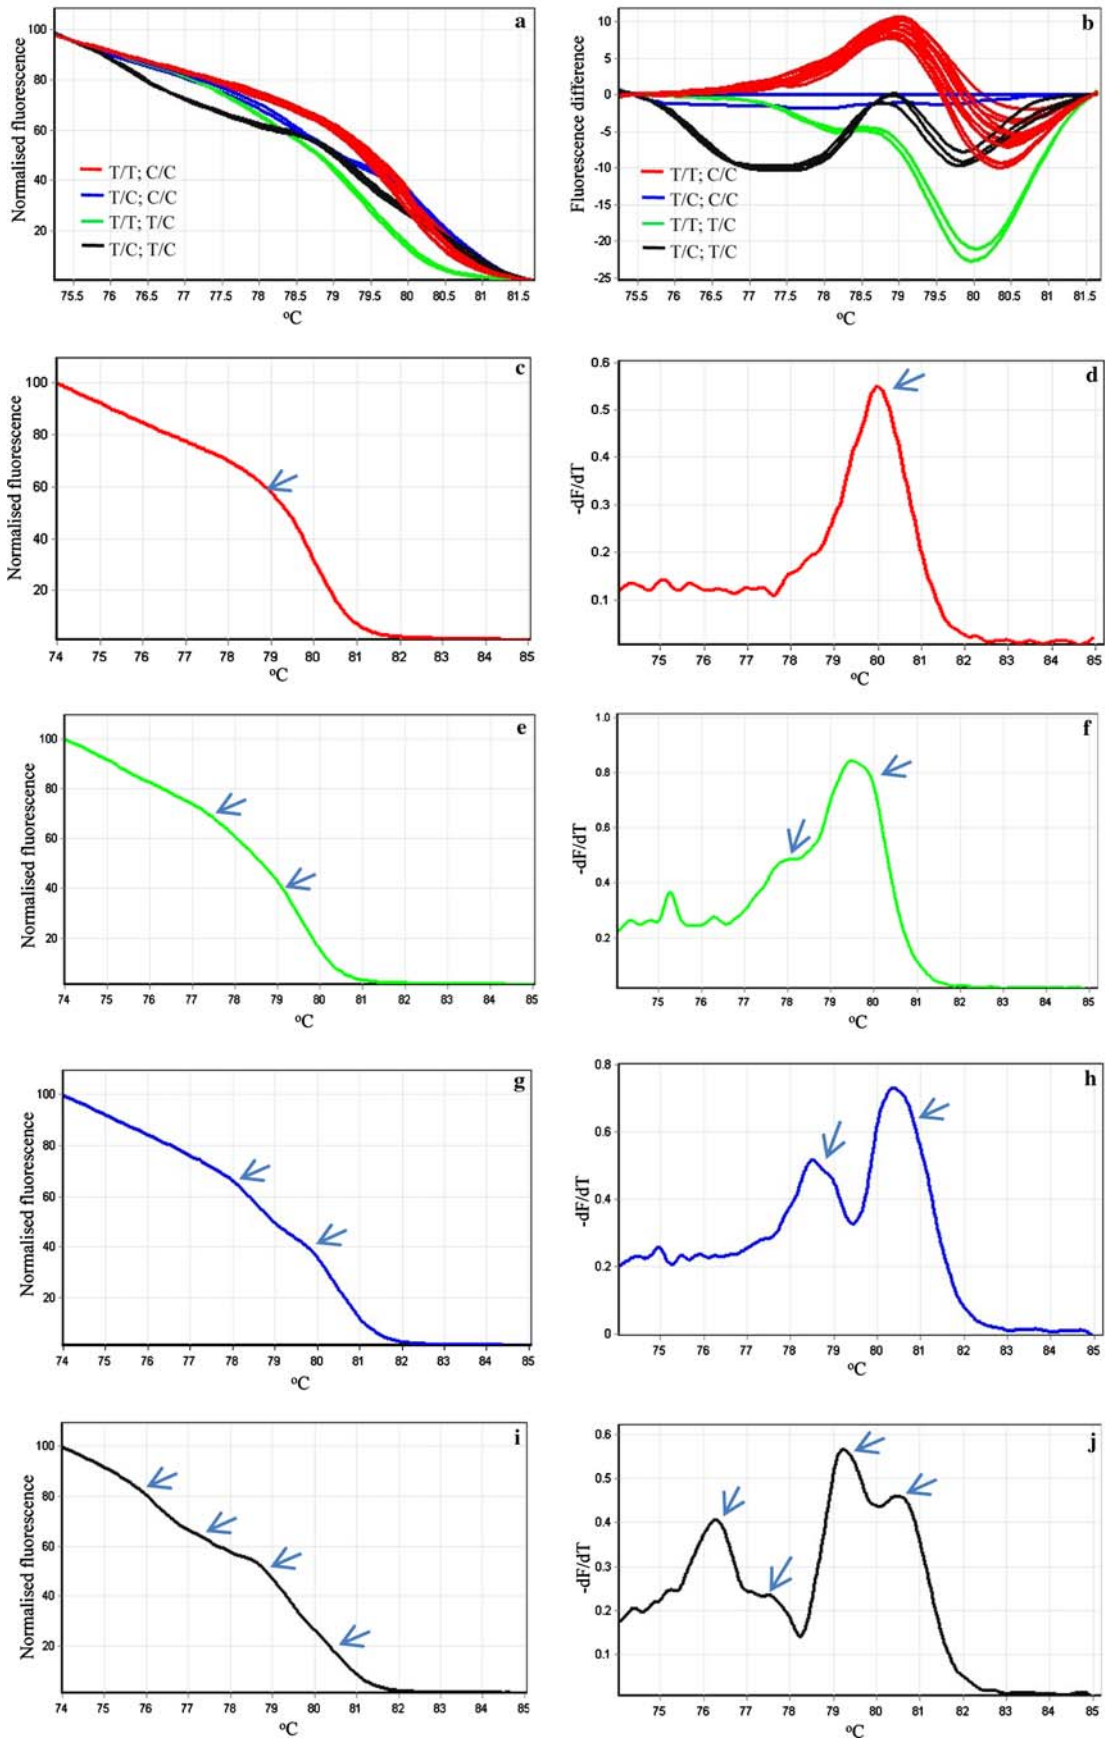 a
Normalised fluorescence
100
80
60
40
20
T/T; C/C
T/C; C/C
T/T; T/C
T/C; T/C
75.5 76 76.5 77 77.5 78 78.5 79 79.5 80 80.5 81 81.5
ºC
b
Fluorescence difference
10
5
0
-5
-10
-15
-20
-25
T/T; C/C
T/C; C/C
T/T; T/C
T/C; T/C
75.5 76 76.5 77 77.5 78 78.5 79 79.5 80 80.5 81 81.5
ºC
c
Normalised fluorescence
100
80
60
40
20
74 75 76 77 78 79 80 81 82 83 84 85
ºC
d
-dF/dT
0.6
0.5
0.4
0.3
0.2
0.1
75 76 77 78 79 80 81 82 83 84 85
ºC
e
Normalised fluorescence
100
80
60
40
20
74 75 76 77 78 79 80 81 82 83 84 85
ºC
f
-dF/dT
1.0
0.8
0.6
0.4
0.2
75 76 77 78 79 80 81 82 83 84 85
ºC
g
Normalised fluorescence
100
80
60
40
20
74 75 76 77 78 79 80 81 82 83 84 85
ºC
h
-dF/dT
0.8
0.6
0.4
0.2
0
75 76 77 78 79 80 81 82 83 84 85
ºC
i
Normalised fluorescence
100
80
60
40
20
74 75 76 77 78 79 80 81 82 83 84 85
ºC
j
-dF/dT
0.6
0.5
0.4
0.3
0.2
0.1
75 76 77 78 79 80 81 82 83 84 85
ºC